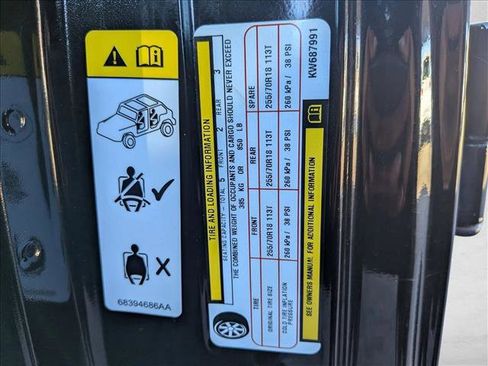 68394686AA
TIRE AND LOADING INFORMATION
SEATING CAPACITY - TOTAL 5 FRONT 2 REAR 3
THE COMBINED WEIGHT OF OCCUPANTS AND CARGO SHOULD NEVER EXCEED
385 KG OR 850 LB
TIRE FRONT REAR SPARE
ORIGINAL TIRE SIZE 255/70R18 113T 255/70R18 113T 255/70R18 113T
COLD TIRE INFLATION PRESSURE 260 kPa / 38 PSI 260 kPa / 38 PSI 260 kPa / 38 PSI
SEE OWNERS MANUAL FOR ADDITIONAL INFORMATION
KW687991